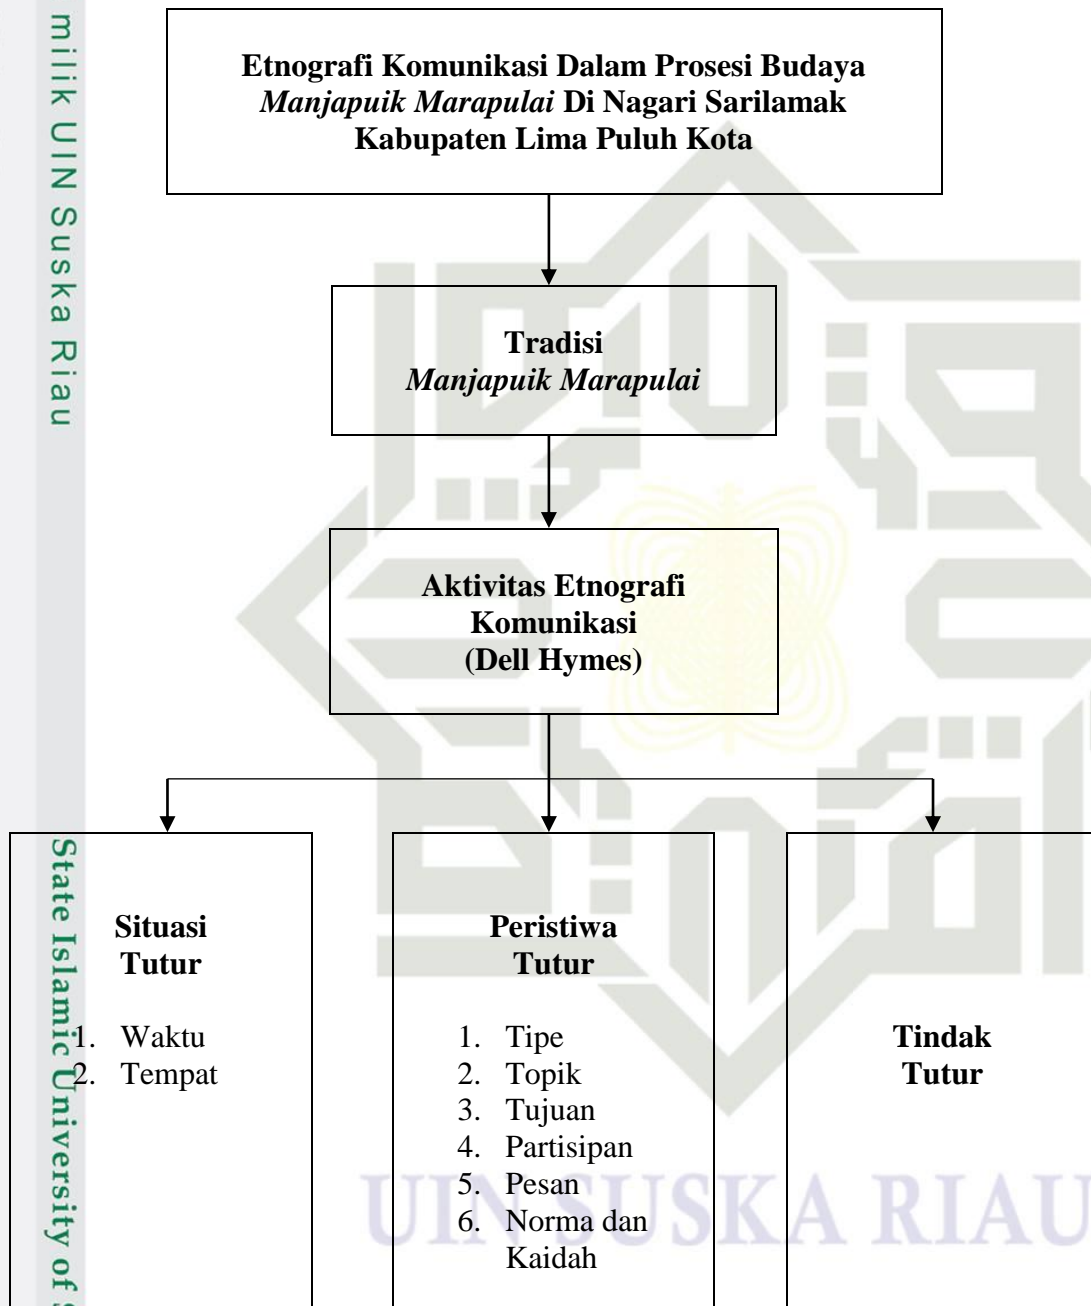 milik UIN Suska Riau
Etnografi Komunikasi Dalam Prosesi Budaya
Manjapuik Marapulai Di Nagari Sarilamak
Kabupaten Lima Puluh Kota
Tradisi
Manjapuik Marapulai
Aktivitas Etnografi
Komunikasi
(Dell Hymes)
State Islamic University of
Situasi
Tutur
1. Waktu
2. Tempat
Peristiwa
Tutur
1. Tipe
2. Topik
3. Tujuan
4. Partisipan
5. Pesan
6. Norma dan
Kaidah
Tindak
Tutur
UIN SUSKA RIAU